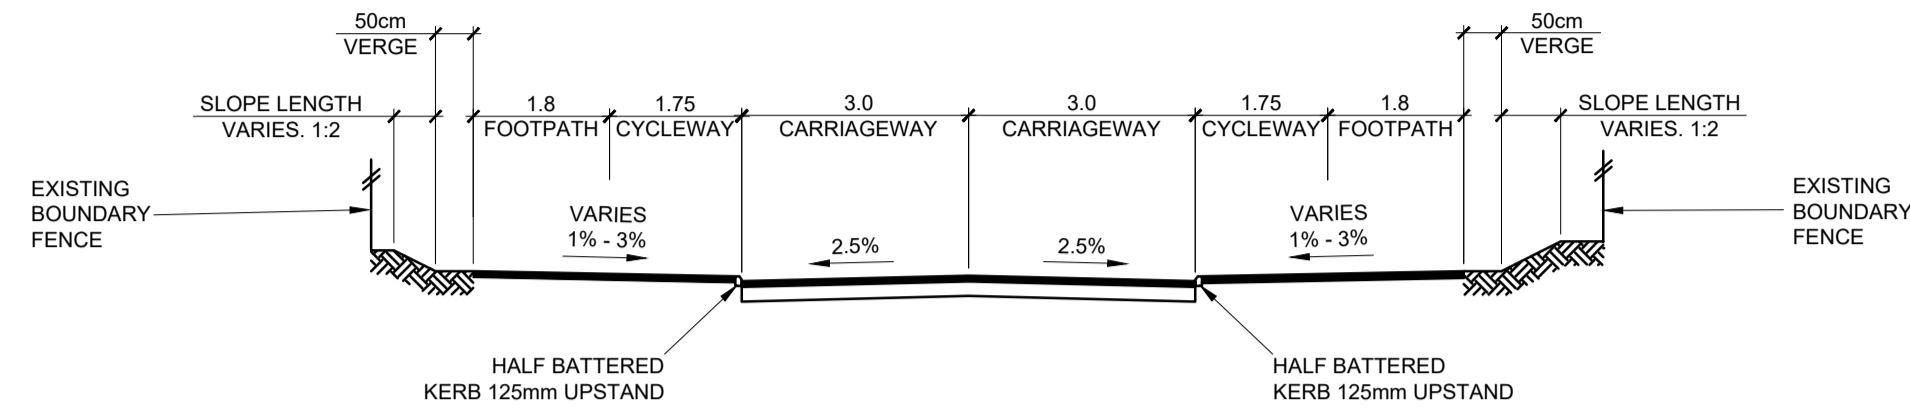 50cm
VERGE
50cm
VERGE
SLOPE LENGTH
VARIES. 1:2
1.8
FOOTPATH
1.75
CYCLEWAY
3.0
CARRIAGEWAY
3.0
CARRIAGEWAY
1.75
CYCLEWAY
1.8
FOOTPATH
SLOPE LENGTH
VARIES. 1:2
EXISTING
BOUNDARY
FENCE
VARIES
1% - 3%
2.5%
2.5%
VARIES
1% - 3%
EXISTING
BOUNDARY
FENCE
HALF BATTERED
KERB 125mm UPSTAND
HALF BATTERED
KERB 125mm UPSTAND